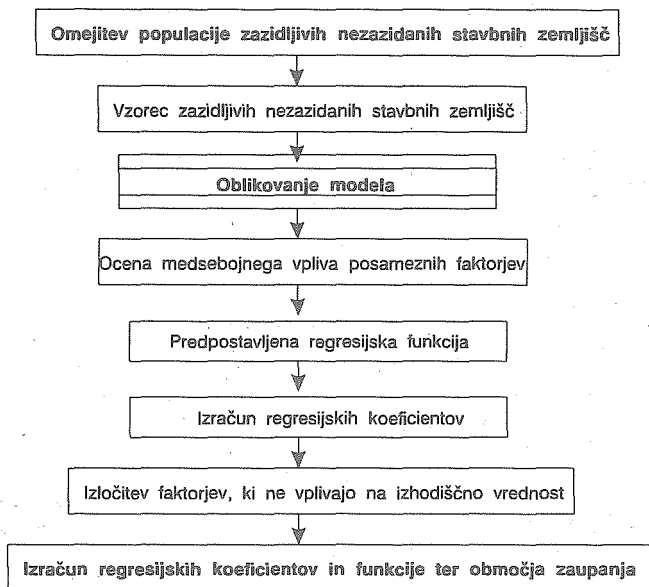 Omejitev populacije zazidljivih nezazidanih stavbnih zemljišč
Vzorec zazidljivih nezazidanih stavbnih zemljišč
Oblikovanje modela
Ocena medsebojnega vpliva posameznih faktorjev
Predpostavljena regresijska funkcija
Izračun regresijskih koeficientov
Izločitev faktorjev, ki ne vplivajo na izhodiščno vrednost
Izračun regresijskih koeficientov in funkcije ter območja zaupanja